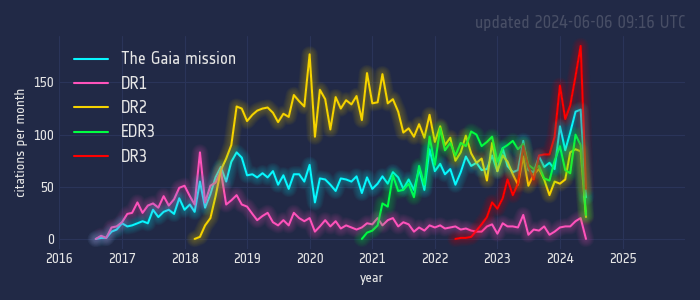 updated 2024-06-06 09:16 UTC
The Gaia mission
DR1
DR2
EDR3
DR3
citations per month
150
100
50
0
2016 2017 2018 2019 2020 2021 2022 2023 2024 2025
year